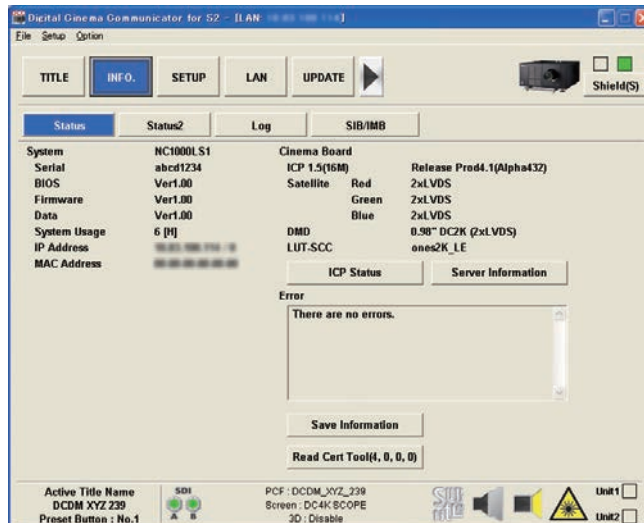 Digital Cinema Communicator for S2 - [LAN:
File Setup Option
TITLE INFO. SETUP LAN UPDATE
Shield(S)
Status Status2 Log SIB/IMB
System NC1000LS1
Serial abcd1234
BIOS Ver1.00
Firmware Ver1.00
Data Ver1.00
System Usage 6 [H]
IP Address
MAC Address
Cinema Board
ICP 1.5(16M) Release Prod4.1(Alpha432)
Satellite Red 2xLVDS
Green 2xLVDS
Blue 2xLVDS
DMD 0.98" DC2K (2xLVDS)
LUT-SCC ones2K_LE
ICP Status Server Information
Error
There are no errors.
Save Information
Read Cert Tool(4, 0, 0, 0)
Active Title Name
DCDM XYZ 239
Preset Button : No.1
SDI
A B
PCF : DCDM_XYZ_239
Screen : DC4K SCOPE
3D : Disable
Unit1
Unit2